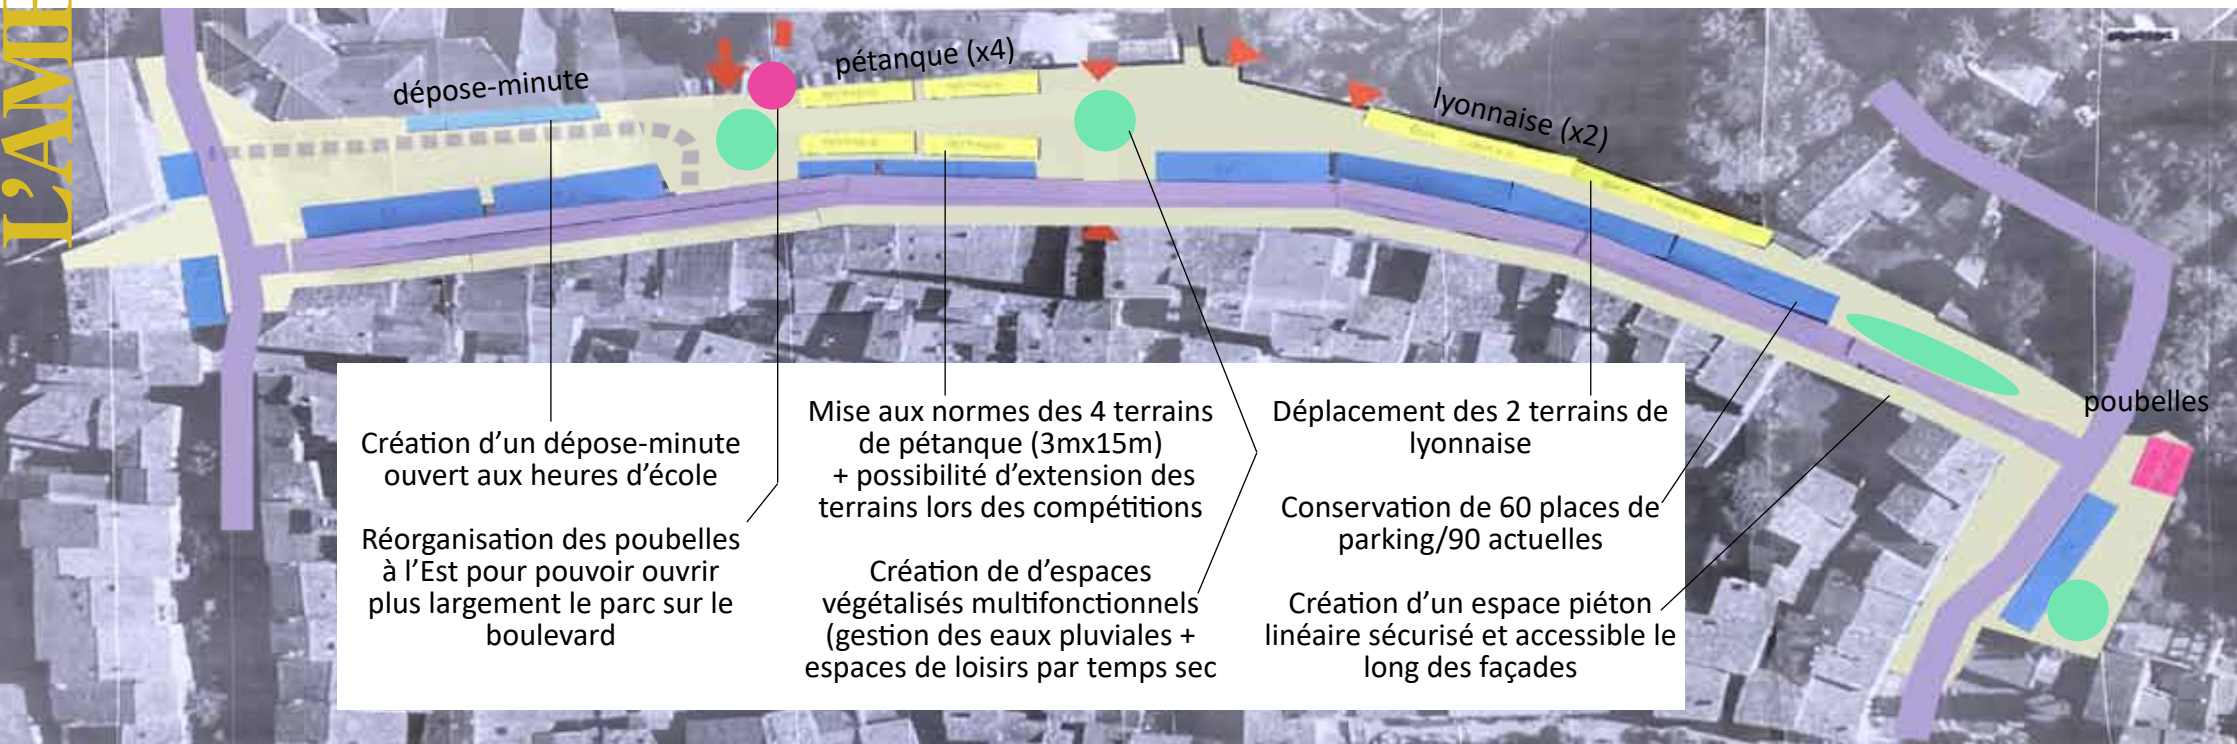 L'AM
dépose-minute
pétanque (x4)
lyonnaise (x2)
poubelles
Création d'un dépose-minute
ouvert aux heures d'école
Réorganisation des poubelles
à l'Est pour pouvoir ouvrir
plus largement le parc sur le
boulevard
Mise aux normes des 4 terrains
de pétanque (3mx15m)
+ possibilité d'extension des
terrains lors des compétitions
Création de d'espaces
végétalisés multifonctionnels
(gestion des eaux pluviales +
espaces de loisirs par temps sec
Déplacement des 2 terrains de
lyonnaise
Conservation de 60 places de
parking/90 actuelles
Création d'un espace piéton
linéaire sécurisé et accessible le
long des façades